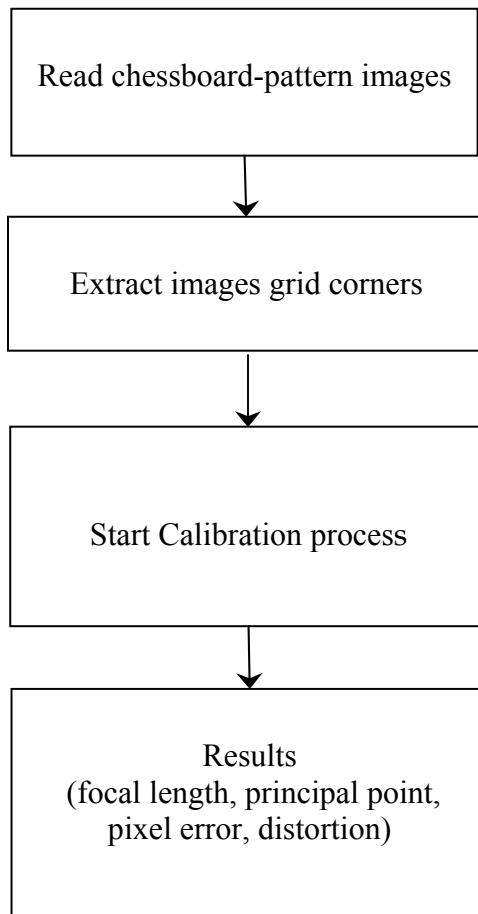 Read chessboard-pattern images
Extract images grid corners
Start Calibration process
Results
(focal length, principal point,
pixel error, distortion)